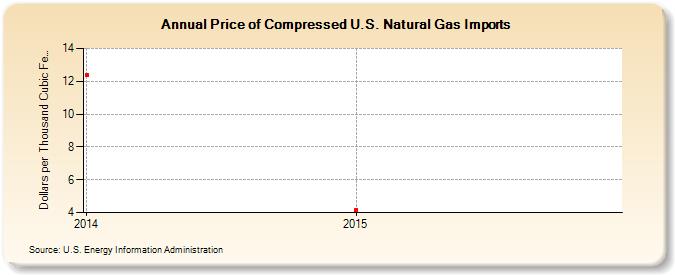 Annual Price of Compressed U.S. Natural Gas Imports
Dollars per Thousand Cubic Fe...
14
12
10
8
6
4
2014
2015
Source: U.S. Energy Information Administration